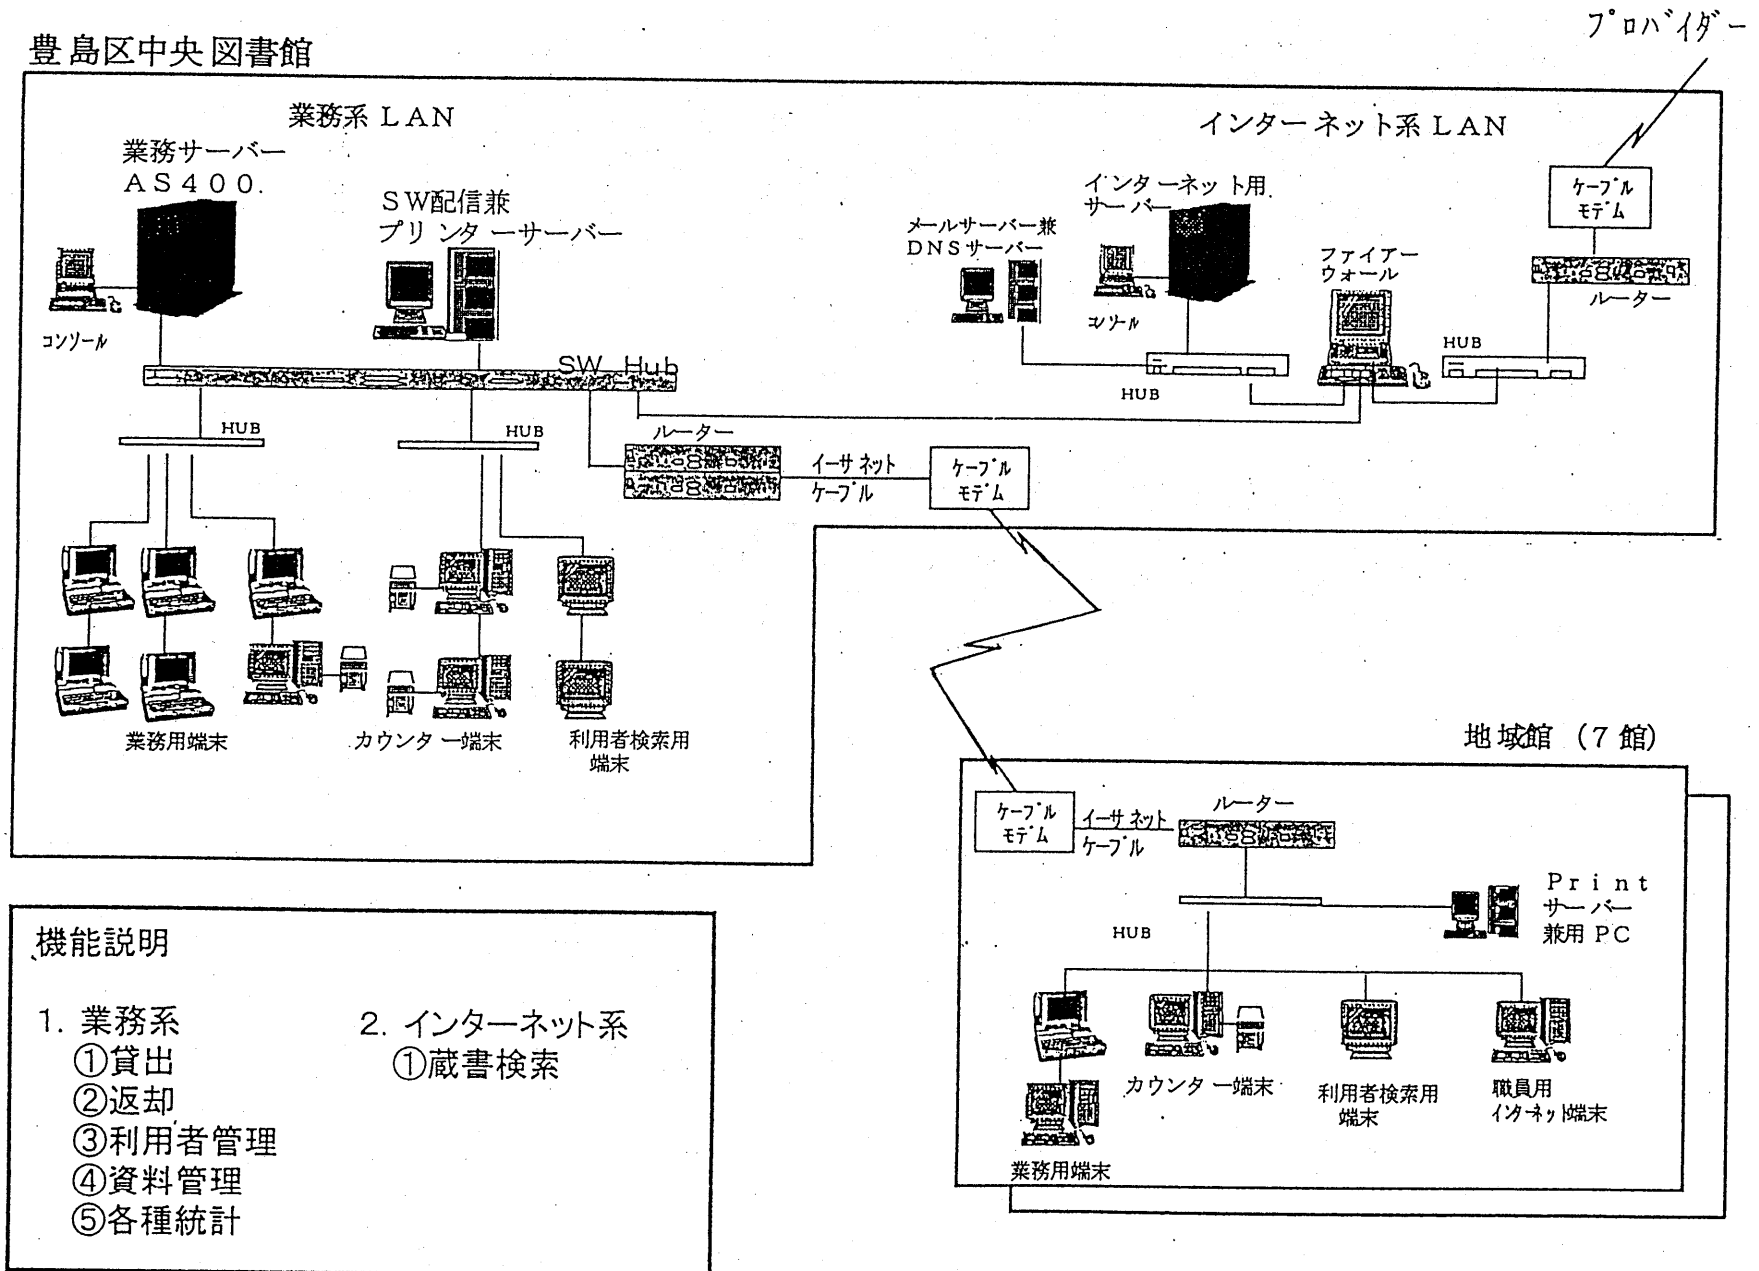 プロバイダー
豊島区中央図書館
業務系 LAN
インターネット系 LAN
業務サーバー
AS400.
SW配信兼
プリンターサーバー
コンソール
メールサーバー兼
DNSサーバー
インターネット用
サーバー
コンソール
ファイアー
ウォール
ケーブル
モデム
ルーター
SW Hub
HUB
HUB
HUB
HUB
ルーター
イーサネット
ケーブル
ケーブル
モデム
業務用端末
カウンター端末
利用者検索用
端末
地域館（7館）
ケーブル
モデム
イーサネット
ケーブル
ルーター
HUB
Print
サーバー
兼用 PC
カウンター端末
利用者検索用
端末
職員用
インターネット端末
業務用端末
機能説明
1. 業務系
①貸出
②返却
③利用者管理
④資料管理
⑤各種統計
2. インターネット系
①蔵書検索